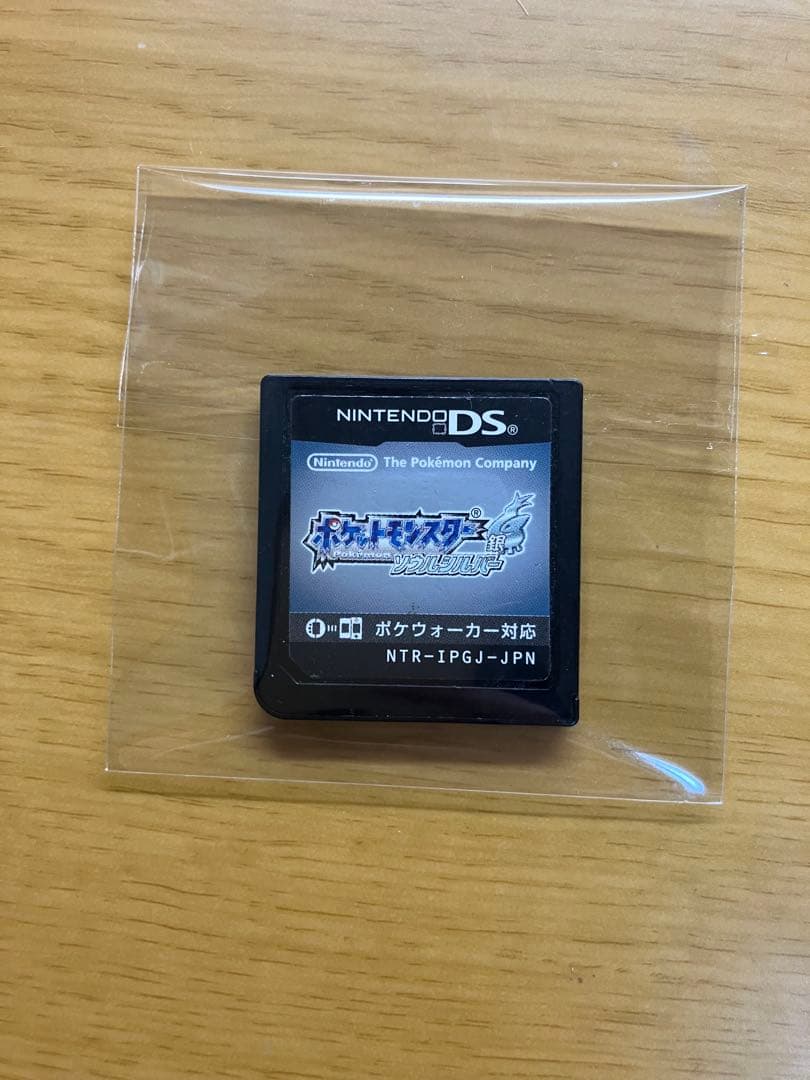 NINTENDO DS®
Nintendo The Pokémon Company
ポケットモンスター®
Pokémon
銀
ソウルシルバー
ポケウォーカー対応
NTR-IPGJ-JPN